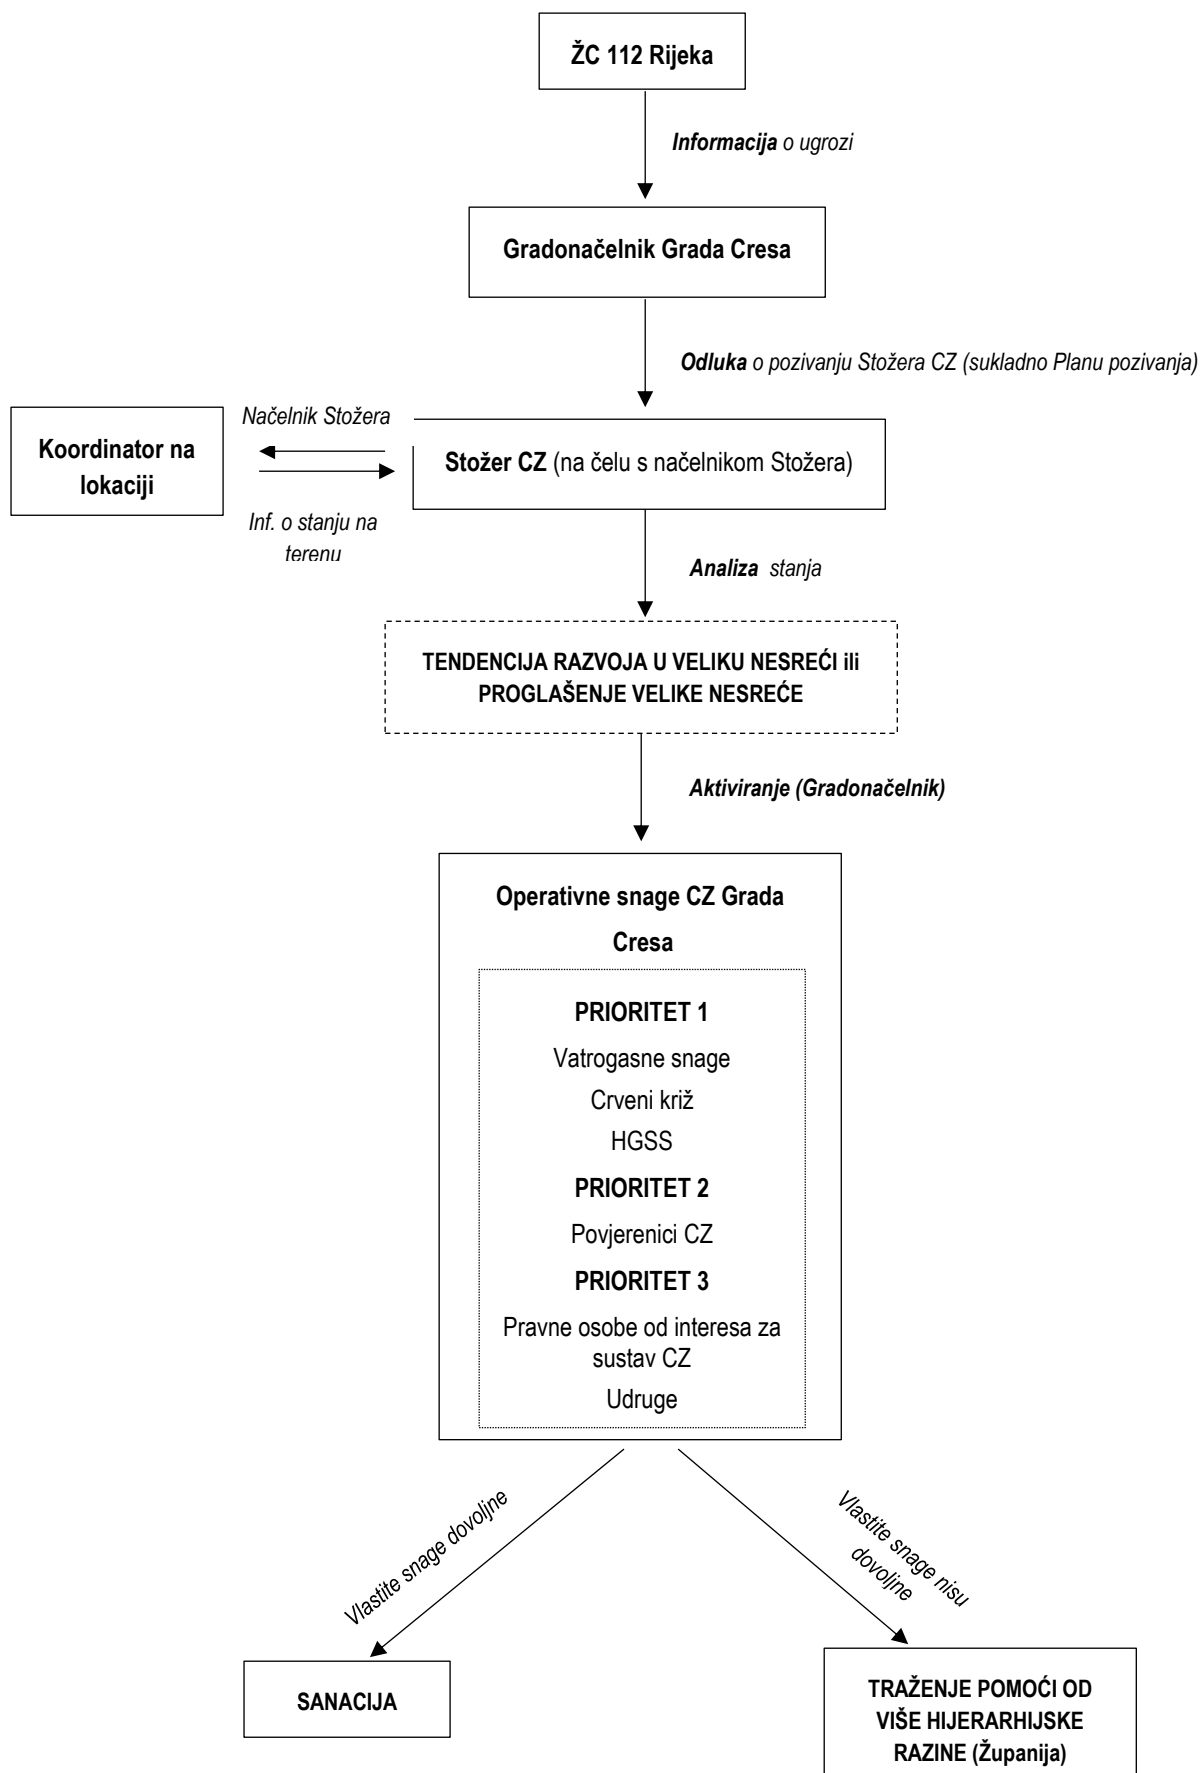 ŽC 112 Rijeka
Informacija o ugrozi
Gradonačelnik Grada Cresa
Odluka o pozivanju Stožera CZ (sukladno Planu pozivanja)
Načelnik Stožera
Koordinator na
lokaciji
Stožer CZ (na čelu s načelnikom Stožera)
Inf. o stanju na
terenu
Analiza stanja
TENDENCIJA RAZVOJA U VELIKU NESREĆI ili
PROGLAŠENJE VELIKE NESREĆE
Aktiviranje (Gradonačelnik)
Operativne snage CZ Grada
Cresa
PRIORITET 1
Vatrogasne snage
Crveni križ
HGSS
PRIORITET 2
Povjerenici CZ
PRIORITET 3
Pravne osobe od interesa za
sustav CZ
Udruge
Vlastite snage dovoljne
Vlastite snage nisu
dovoljne
SANACIJA
TRAŽENJE POMOĆI OD
VIŠE HIJERARHIJSKE
RAZINE (Županija)